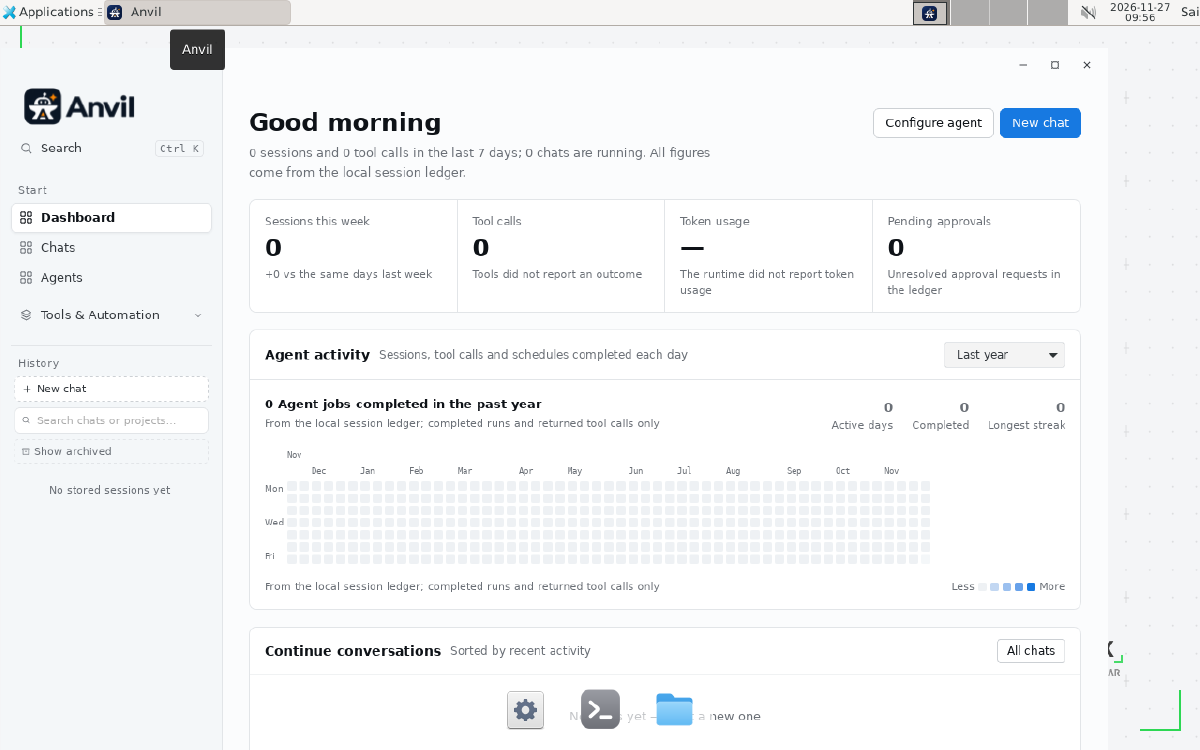 Applications
Anvil
2026-11-27
09:56
Sai
Anvil
Anvil
Search
Ctrl K
Start
Dashboard
Chats
Agents
Tools & Automation
History
+ New chat
Search chats or projects...
Show archived
No stored sessions yet
Good morning
Configure agent
New chat
0 sessions and 0 tool calls in the last 7 days; 0 chats are running. All figures
come from the local session ledger.
Sessions this week
0
+0 vs the same days last week
Tool calls
0
Tools did not report an outcome
Token usage
—
The runtime did not report token
usage
Pending approvals
0
Unresolved approval requests in
the ledger
Agent activity
Sessions, tool calls and schedules completed each day
Last year
0 Agent jobs completed in the past year
From the local session ledger; completed runs and returned tool calls only
0
Active days
0
Completed
0
Longest streak
Nov
Dec Jan Feb Mar Apr May Jun Jul Aug Sep Oct Nov
Mon
Wed
Fri
From the local session ledger; completed runs and returned tool calls only
Less
More
Continue conversations
Sorted by recent activity
All chats
yet
a new one
AR